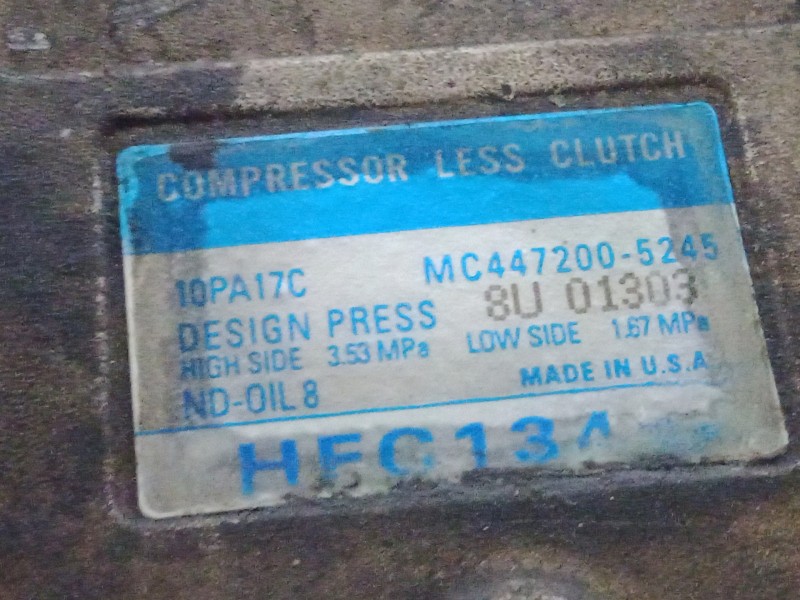 COMPRESSOR LESS CLUTCH
10PA17C MC447200-5245
8U 01303
DESIGN PRESS
HIGH SIDE 3.53 MPa LOW SIDE 1.67 MPa
ND-OIL 8 MADE IN U.S.A
HFC134